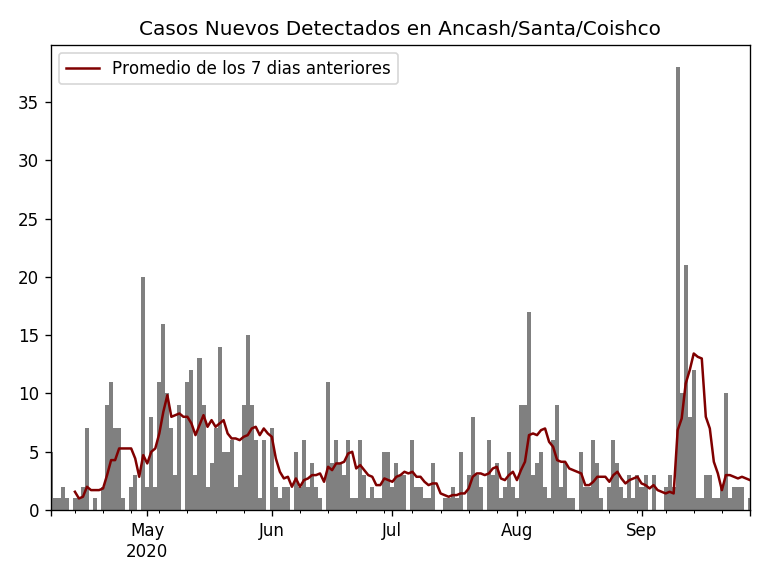 Casos Nuevos Detectados en Ancash/Santa/Coishco
Promedio de los 7 dias anteriores
35
30
25
20
15
10
5
0
May
2020
Jun
Jul
Aug
Sep